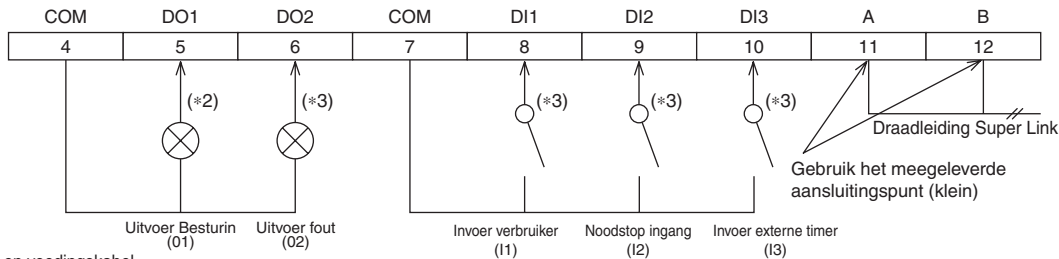 COM DO1 DO2 COM DI1 DI2 DI3 A B
4 5 6 7 8 9 10 11 12
(*2) (*3) (*3) (*3) (*3)
Draadleiding Super Link
Gebruik het meegeleverde
aansluitingspunt (klein)
Uitvoer Besturin Uitvoer fout Invoer verbruiker Noodstop ingang Invoer externe timer
(01) (02) (I1) (I2) (I3)